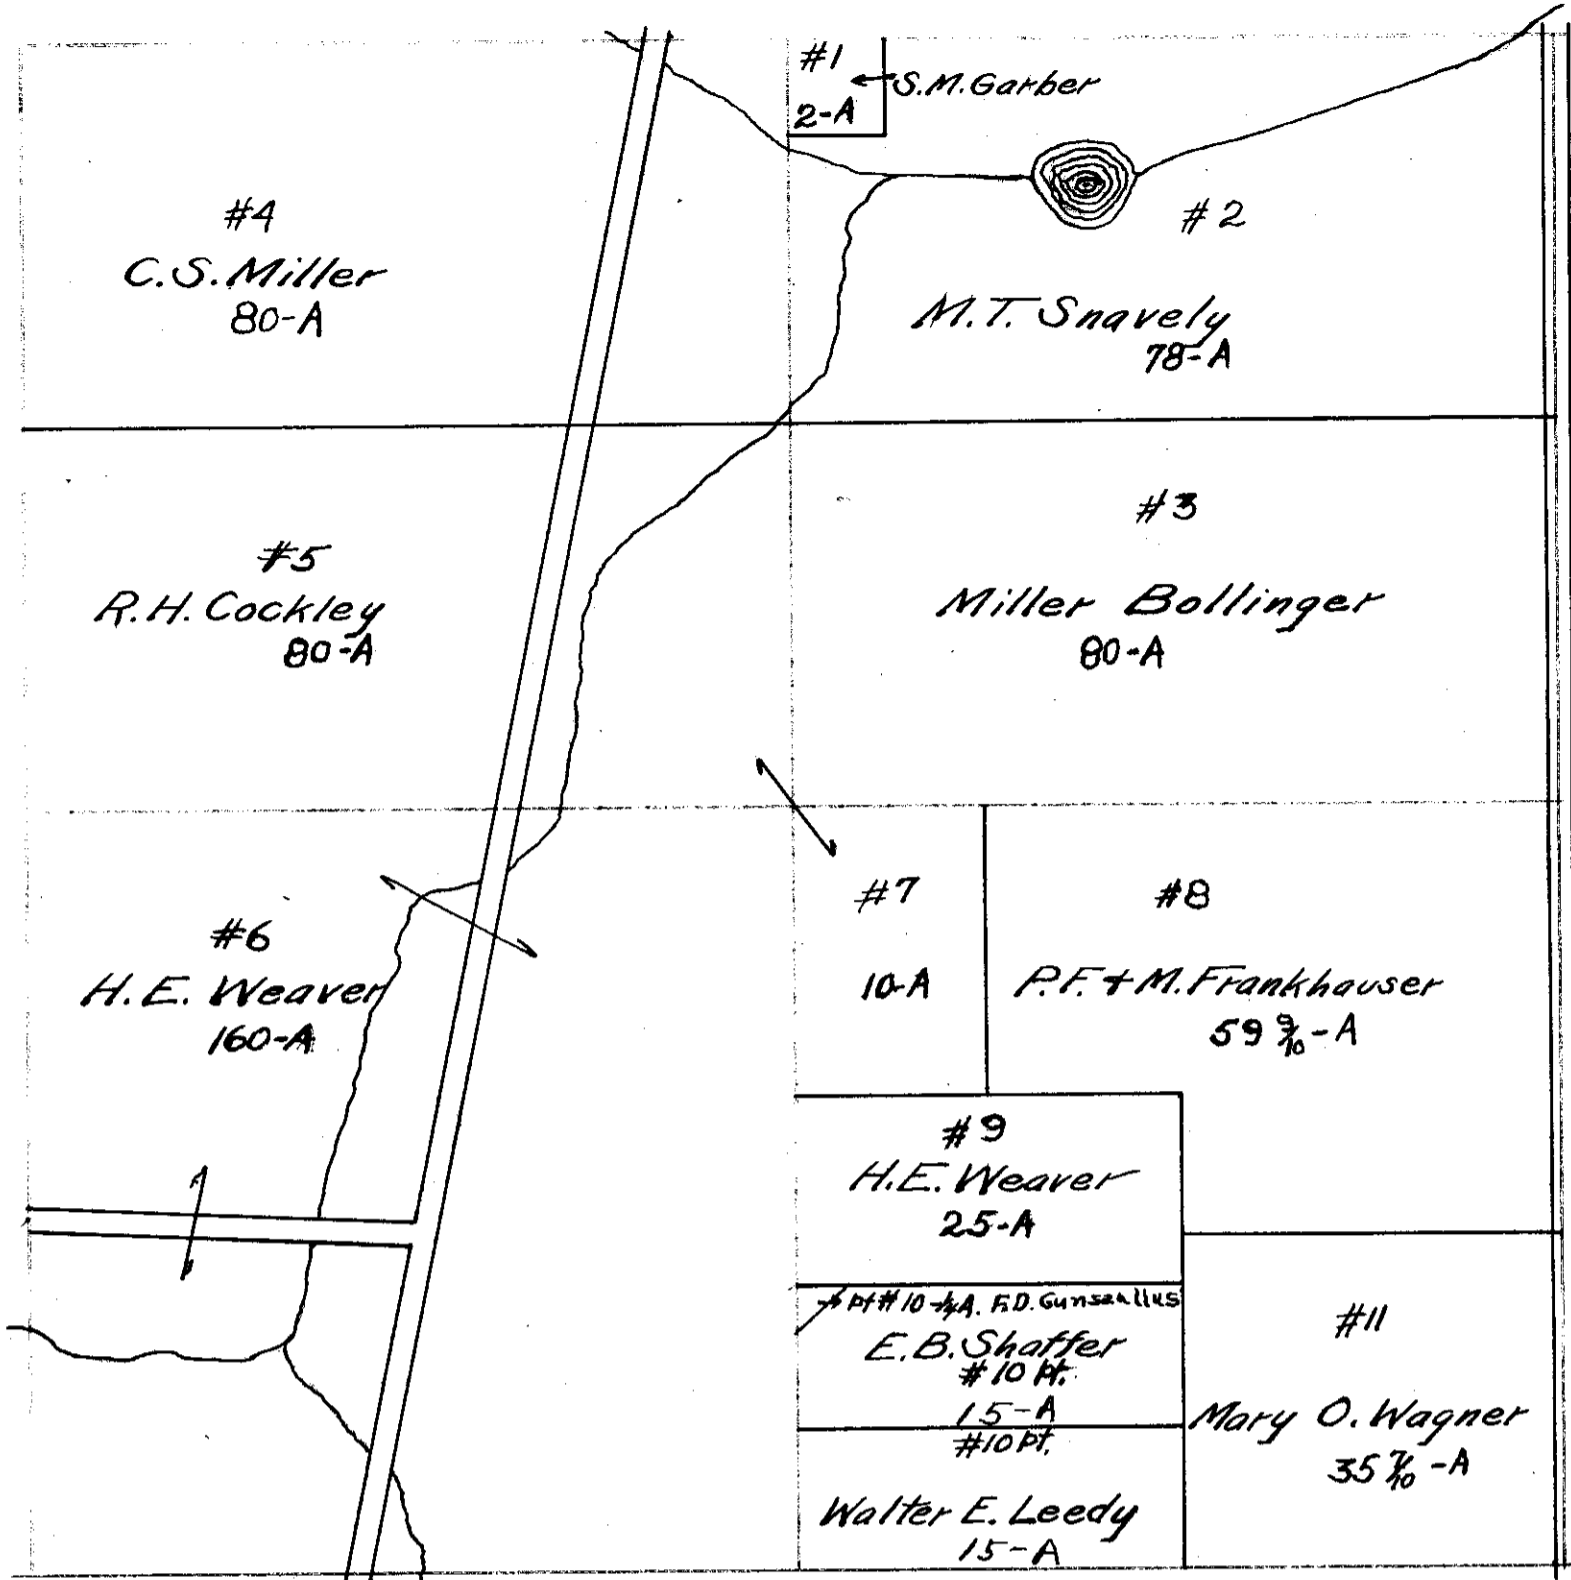 #1
S.M. Garber
2-A
#2
M.T. Snavely
78-A
#4
C.S. Miller
80-A
#3
Miller Bollinger
80-A
#5
R.H. Cockley
80-A
#6
H.E. Weaver
160-A
#7
10-A
#8
P.F. + M. Frankhauser
59 9/10 - A
#9
H.E. Weaver
25-A
pt #10 - 1/4 A. F.D. Gunsaullus
E.B. Shaffer
#10 pt.
15-A
#10 pt.
Walter E. Leedy
15-A
#11
Mary O. Wagner
35 7/10 - A